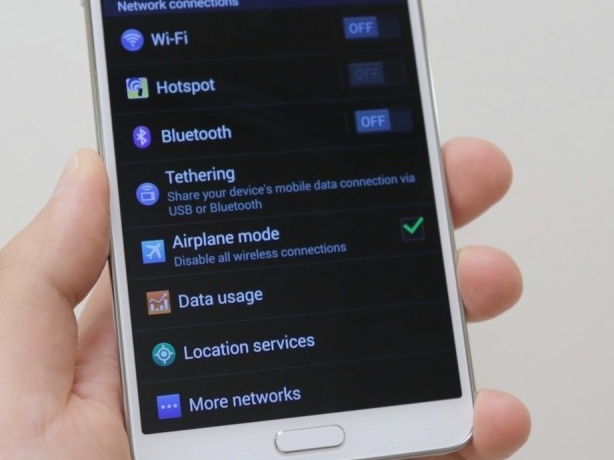 Network connections
Wi-Fi
OFF
Hotspot
OFF
Bluetooth
OFF
Tethering
Share your device's mobile data connection via
USB or Bluetooth
Airplane mode
Disable all wireless connections
Data usage
Location services
More networks